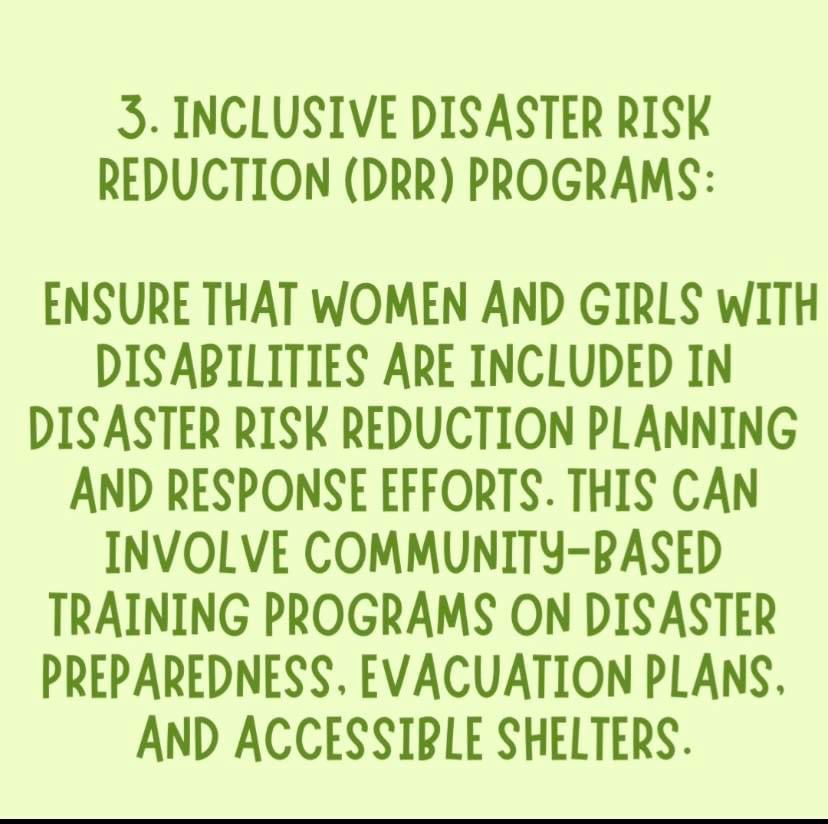 3. INCLUSIVE DISASTER RISK
REDUCTION (DRR) PROGRAMS:
ENSURE THAT WOMEN AND GIRLS WITH
DISABILITIES ARE INCLUDED IN
DISASTER RISK REDUCTION PLANNING
AND RESPONSE EFFORTS. THIS CAN
INVOLVE COMMUNITY-BASED
TRAINING PROGRAMS ON DISASTER
PREPAREDNESS, EVACUATION PLANS,
AND ACCESSIBLE SHELTERS.